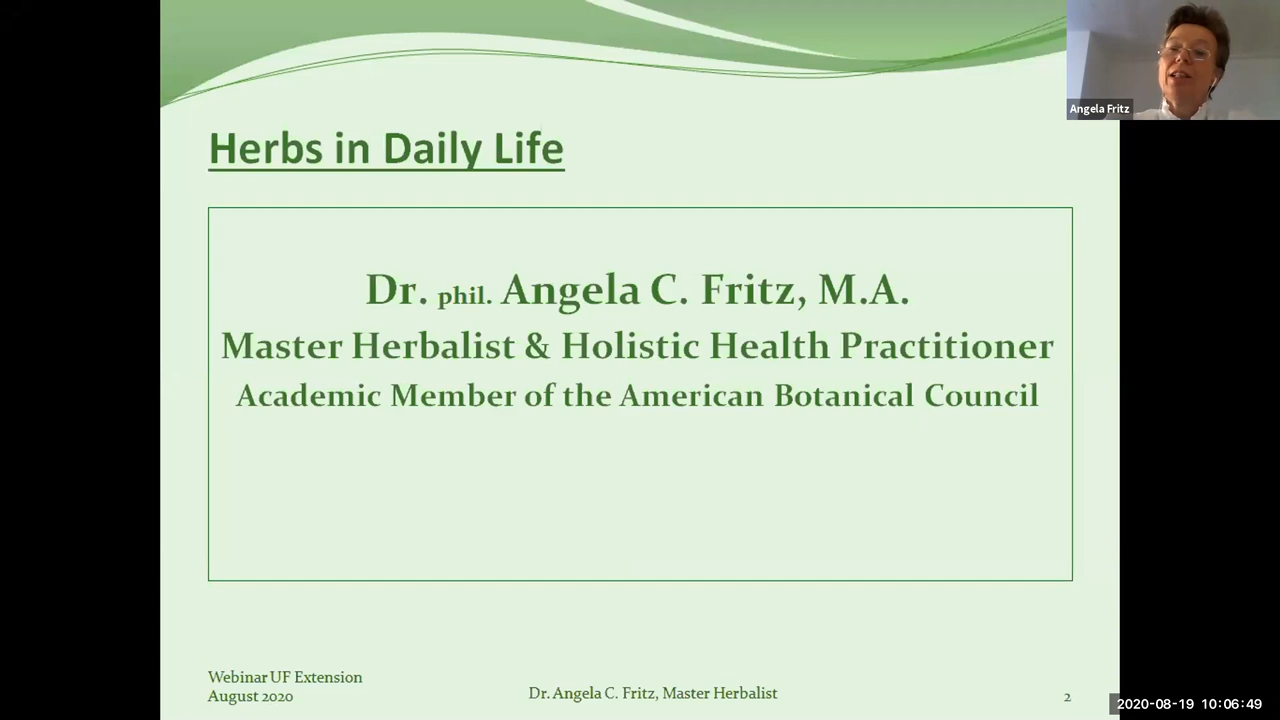 Angela Fritz
Herbs in Daily Life
Dr. phil. Angela C. Fritz, M.A.
Master Herbalist & Holistic Health Practitioner
Academic Member of the American Botanical Council
Webinar UF Extension
August 2020
Dr. Angela C. Fritz, Master Herbalist
2
2020-08-19 10:06:49